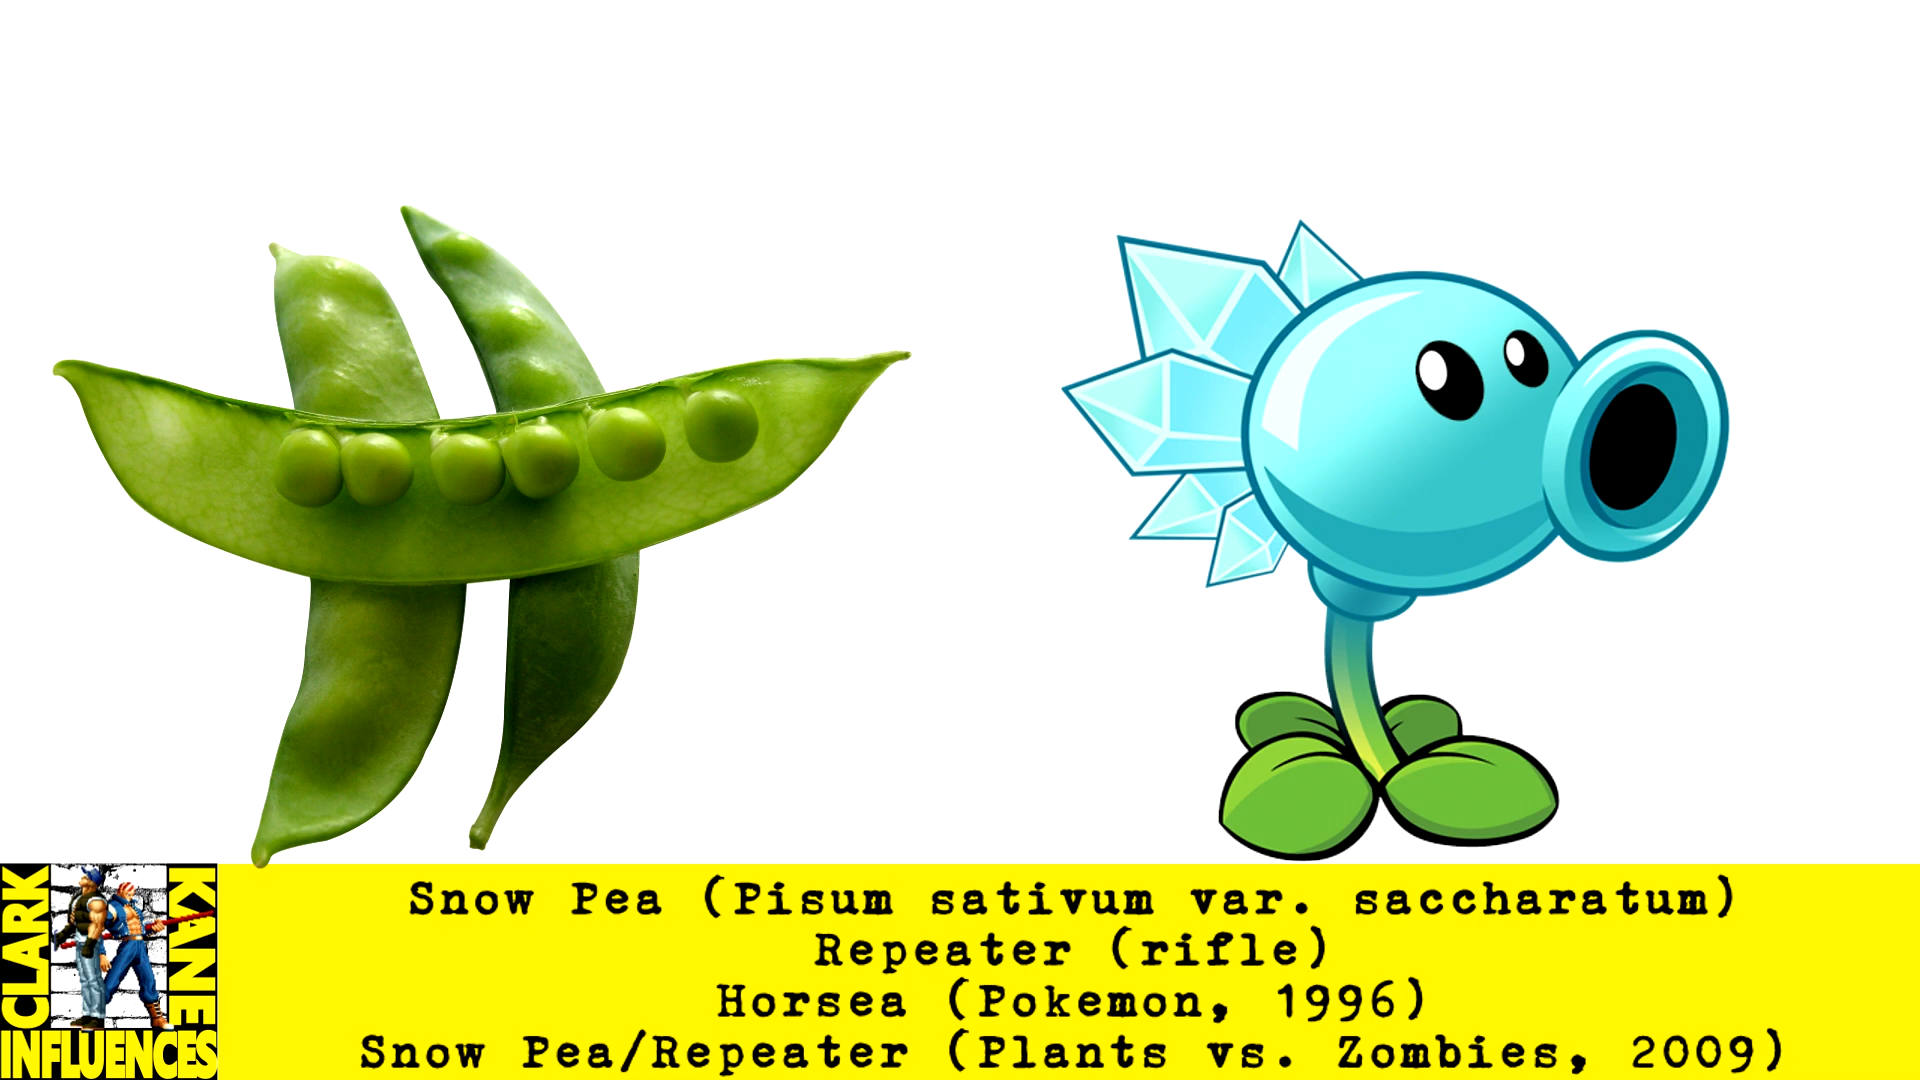 Snow Pea (Pisum sativum var. saccharatum)
Repeater (rifle)
Horsea (Pokemon, 1996)
Snow Pea/Repeater (Plants vs. Zombies, 2009)
CLARK
KANE
INFLUENCES